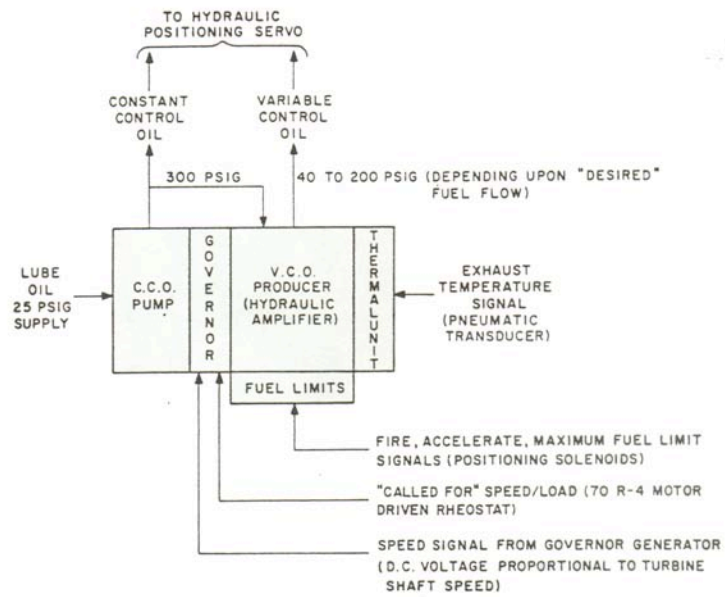 TO HYDRAULIC
POSITIONING SERVO
CONSTANT
CONTROL
OIL
VARIABLE
CONTROL
OIL
300 PSIG
40 TO 200 PSIG (DEPENDING UPON "DESIRED"
FUEL FLOW)
LUBE
OIL
25 PSIG
SUPPLY
C.C.O.
PUMP
GOVERNOR
V.C.O.
PRODUCER
(HYDRAULIC
AMPLIFIER)
THERMAL UNIT
EXHAUST
TEMPERATURE
SIGNAL
(PNEUMATIC
TRANSDUCER)
FUEL LIMITS
FIRE, ACCELERATE, MAXIMUM FUEL LIMIT
SIGNALS (POSITIONING SOLENOIDS)
"CALLED FOR" SPEED/LOAD (70 R-4 MOTOR
DRIVEN RHEOSTAT)
SPEED SIGNAL FROM GOVERNOR GENERATOR
(D.C. VOLTAGE PROPORTIONAL TO TURBINE
SHAFT SPEED)